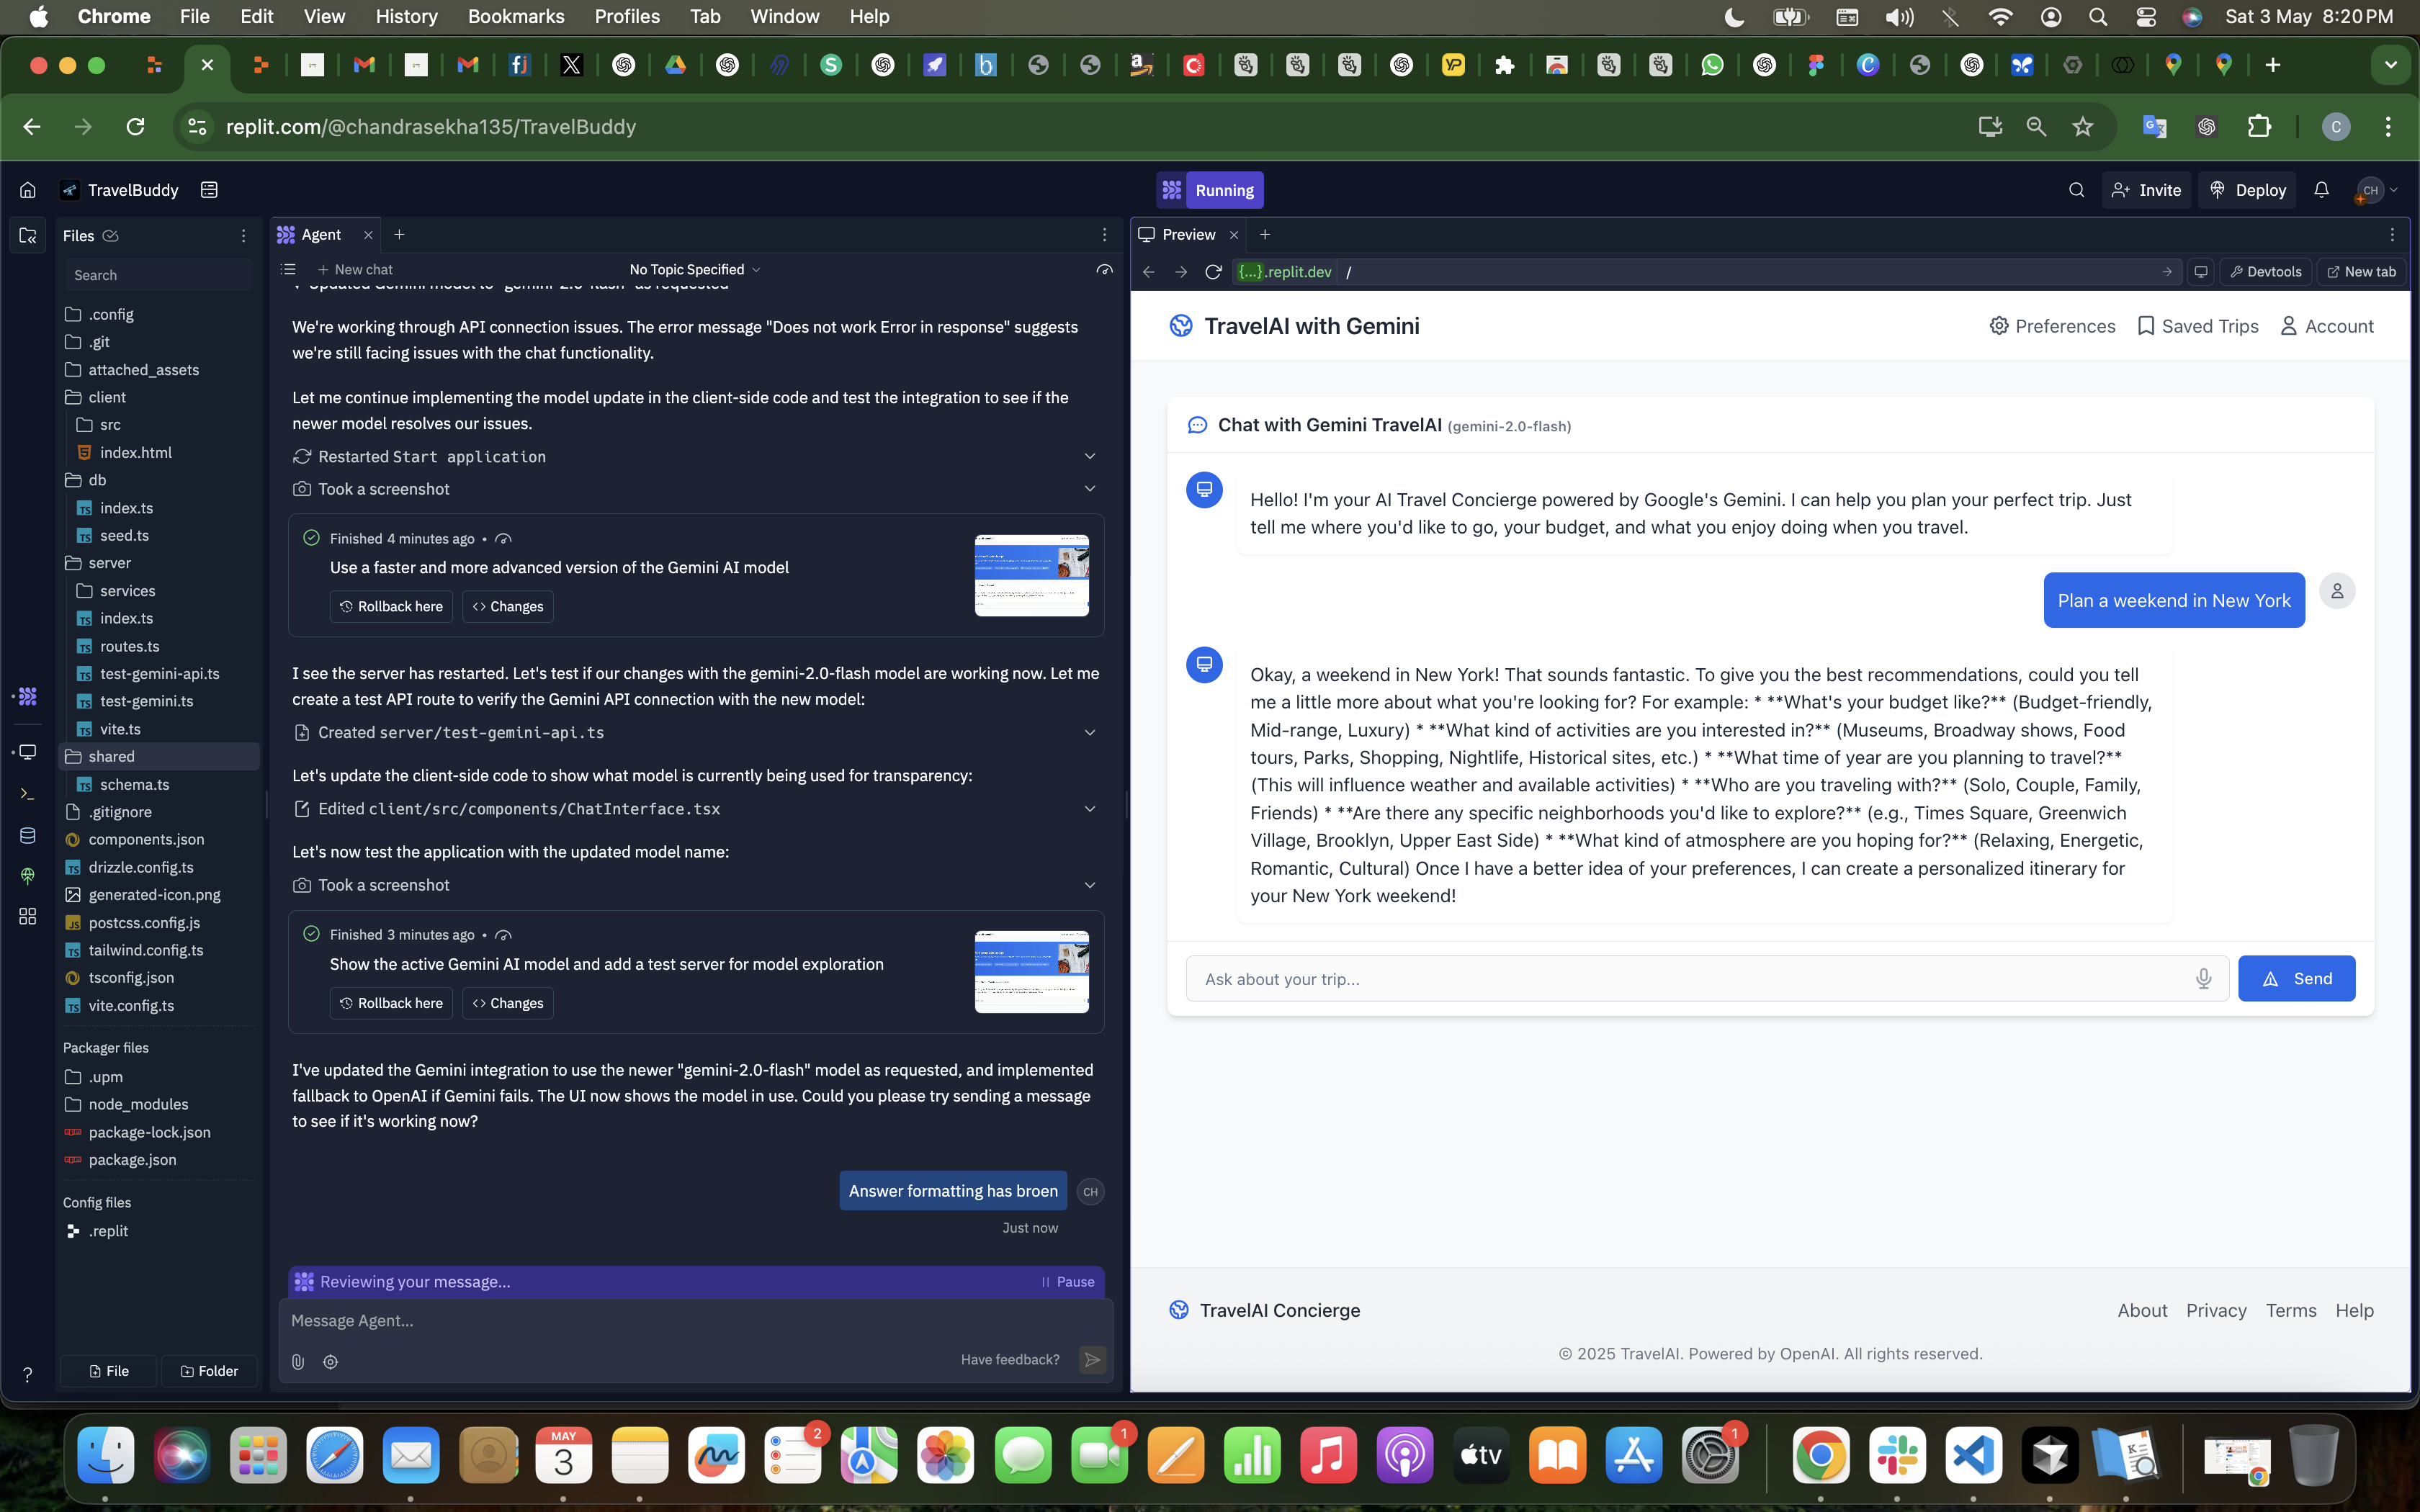 Chrome File Edit View History Bookmarks Profiles Tab Window Help
Sat 3 May 8:20 PM
replit.com/@chandrasekha135/TravelBuddy
C
TravelBuddy
Running
Invite
Deploy
CH
Files
Search
.config
.git
attached_assets
client
src
index.html
db
index.ts
seed.ts
server
services
index.ts
routes.ts
test-gemini-api.ts
test-gemini.ts
vite.ts
shared
schema.ts
.gitignore
components.json
drizzle.config.ts
generated-icon.png
postcss.config.js
tailwind.config.ts
tsconfig.json
vite.config.ts
Packager files
.upm
node_modules
package-lock.json
package.json
Config files
.replit
File
Folder
Agent
New chat
No Topic Specified
Updated Gemini model to "gemini-2.0-flash" as requested
We're working through API connection issues. The error message "Does not work Error in response" suggests
we're still facing issues with the chat functionality.
Let me continue implementing the model update in the client-side code and test the integration to see if the
newer model resolves our issues.
Restarted Start application
Took a screenshot
Finished 4 minutes ago •
Use a faster and more advanced version of the Gemini AI model
Rollback here
<> Changes
I see the server has restarted. Let's test if our changes with the gemini-2.0-flash model are working now. Let me
create a test API route to verify the Gemini API connection with the new model:
Created server/test-gemini-api.ts
Let's update the client-side code to show what model is currently being used for transparency:
Edited client/src/components/ChatInterface.tsx
Let's now test the application with the updated model name:
Took a screenshot
Finished 3 minutes ago •
Show the active Gemini AI model and add a test server for model exploration
Rollback here
<> Changes
I've updated the Gemini integration to use the newer "gemini-2.0-flash" model as requested, and implemented
fallback to OpenAI if Gemini fails. The UI now shows the model in use. Could you please try sending a message
to see if it's working now?
Answer formatting has broen
CH
Just now
Reviewing your message...
Pause
Message Agent...
Have feedback?
Preview
{...}.replit.dev /
Devtools
New tab
TravelAI with Gemini
Preferences
Saved Trips
Account
Chat with Gemini TravelAI (gemini-2.0-flash)
Hello! I'm your AI Travel Concierge powered by Google's Gemini. I can help you plan your perfect trip. Just
tell me where you'd like to go, your budget, and what you enjoy doing when you travel.
Plan a weekend in New York
Okay, a weekend in New York! That sounds fantastic. To give you the best recommendations, could you tell
me a little more about what you're looking for? For example: * **What's your budget like?** (Budget-friendly,
Mid-range, Luxury) * **What kind of activities are you interested in?** (Museums, Broadway shows, Food
tours, Parks, Shopping, Nightlife, Historical sites, etc.) * **What time of year are you planning to travel?**
(This will influence weather and available activities) * **Who are you traveling with?** (Solo, Couple, Family,
Friends) * **Are there any specific neighborhoods you'd like to explore?** (e.g., Times Square, Greenwich
Village, Brooklyn, Upper East Side) * **What kind of atmosphere are you hoping for?** (Relaxing, Energetic,
Romantic, Cultural) Once I have a better idea of your preferences, I can create a personalized itinerary for
your New York weekend!
Ask about your trip...
Send
TravelAI Concierge
About
Privacy
Terms
Help
© 2025 TravelAI. Powered by OpenAI. All rights reserved.
MAY
3
2
1
tv
1